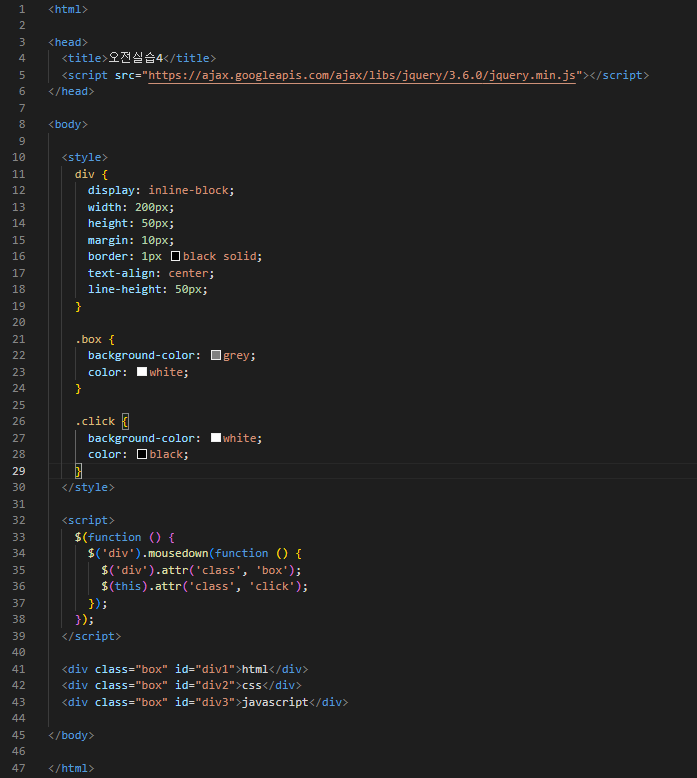 1 <html>
2
3 <head>
4   <title>오전실습4</title>
5   <script src="https://ajax.googleapis.com/ajax/libs/jquery/3.6.0/jquery.min.js"></script>
6 </head>
7
8 <body>
9
10   <style>
11     div {
12       display: inline-block;
13       width: 200px;
14       height: 50px;
15       margin: 10px;
16       border: 1px black solid;
17       text-align: center;
18       line-height: 50px;
19     }
20
21     .box {
22       background-color: grey;
23       color: white;
24     }
25
26     .click {
27       background-color: white;
28       color: black;
29     }
30   </style>
31
32   <script>
33     $(function () {
34       $('div').mousedown(function () {
35         $('div').attr('class', 'box');
36         $(this).attr('class', 'click');
37       });
38     });
39   </script>
40
41   <div class="box" id="div1">html</div>
42   <div class="box" id="div2">css</div>
43   <div class="box" id="div3">javascript</div>
44
45 </body>
46
47 </html>